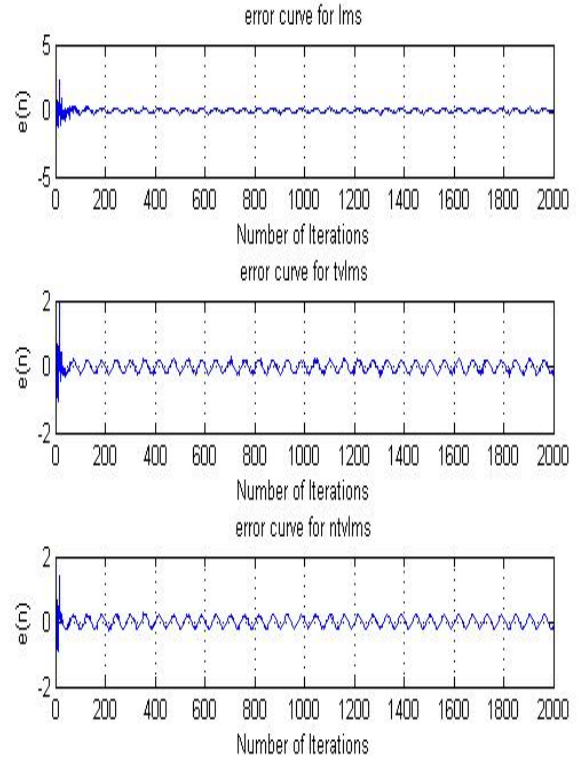 error curve for lms
5
0
-5
e(n)
0 200 400 600 800 1000 1200 1400 1600 1800 2000
Number of Iterations
error curve for tvlms
2
0
-2
e(n)
0 200 400 600 800 1000 1200 1400 1600 1800 2000
Number of Iterations
error curve for ntvlms
2
0
-2
e(n)
0 200 400 600 800 1000 1200 1400 1600 1800 2000
Number of Iterations